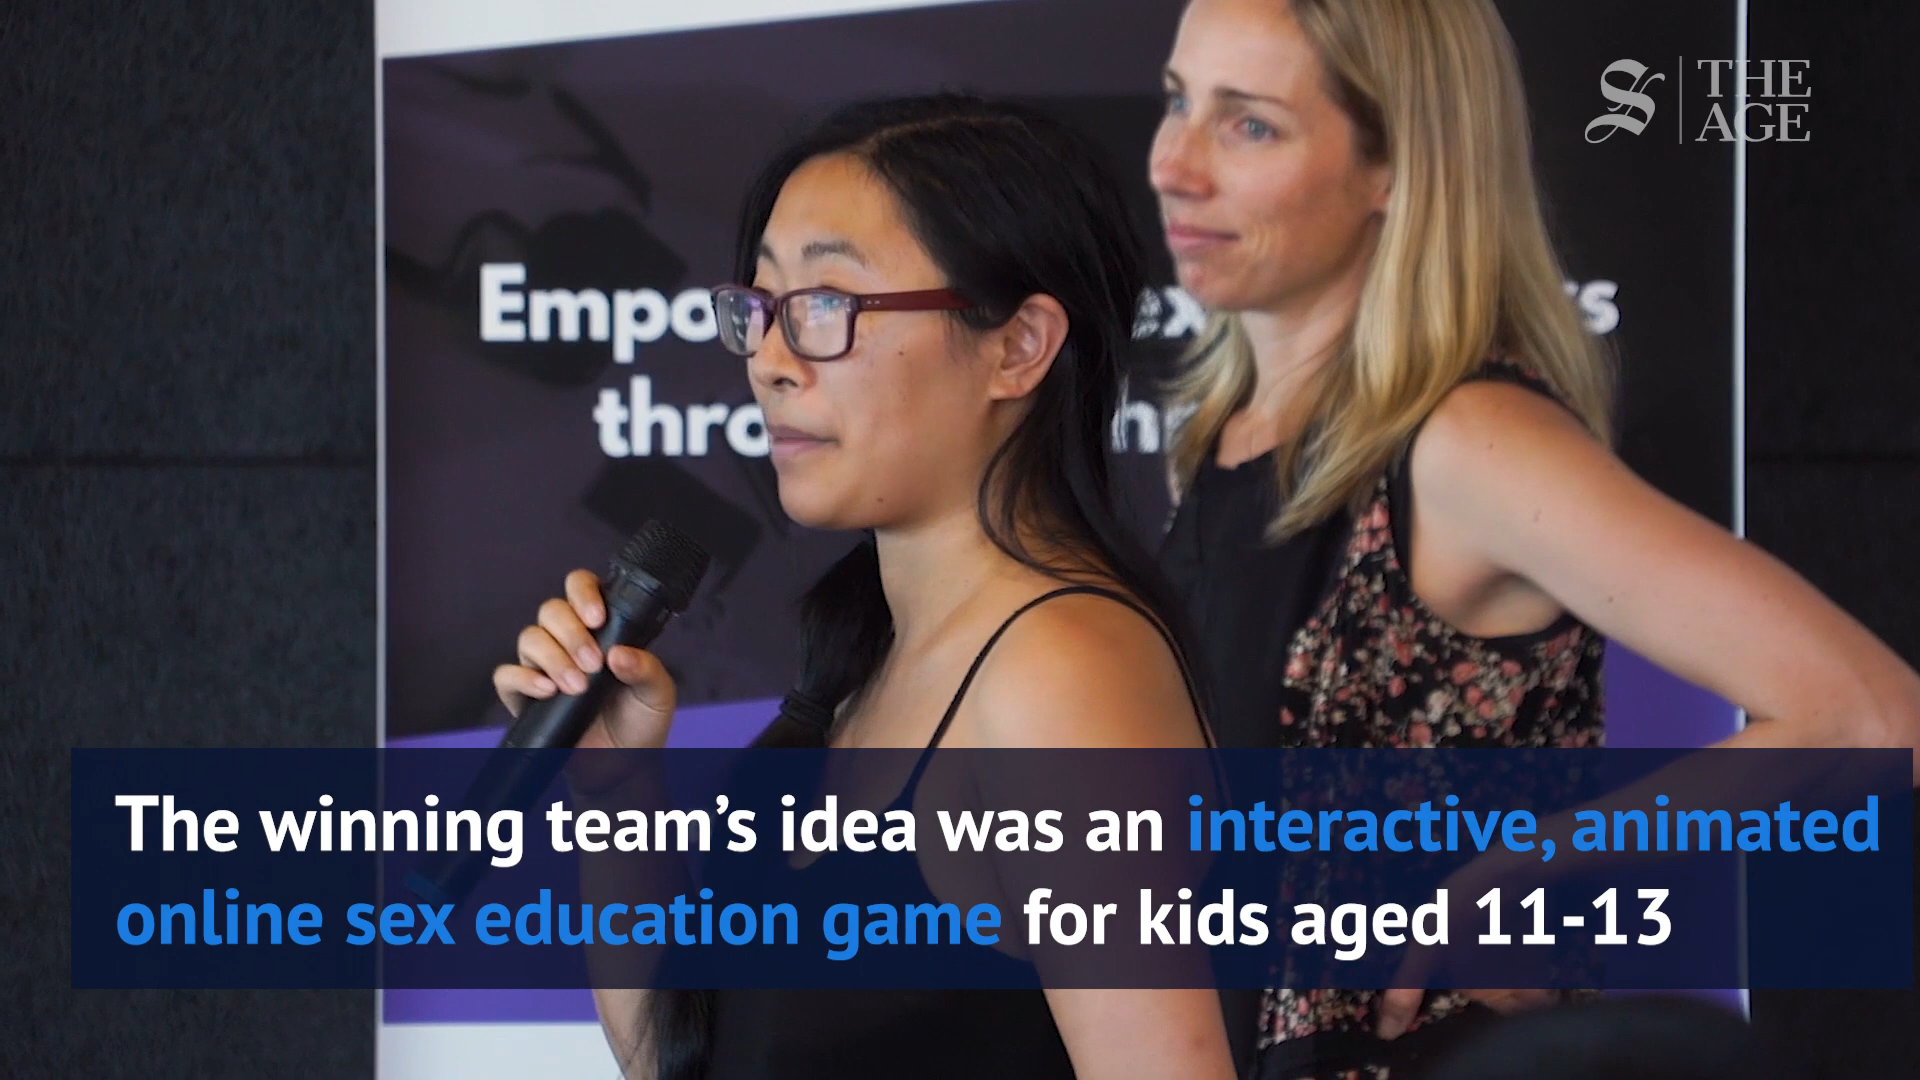 THE
AGE
Empo
thro
The winning team's idea was an interactive, animated
online sex education game for kids aged 11-13